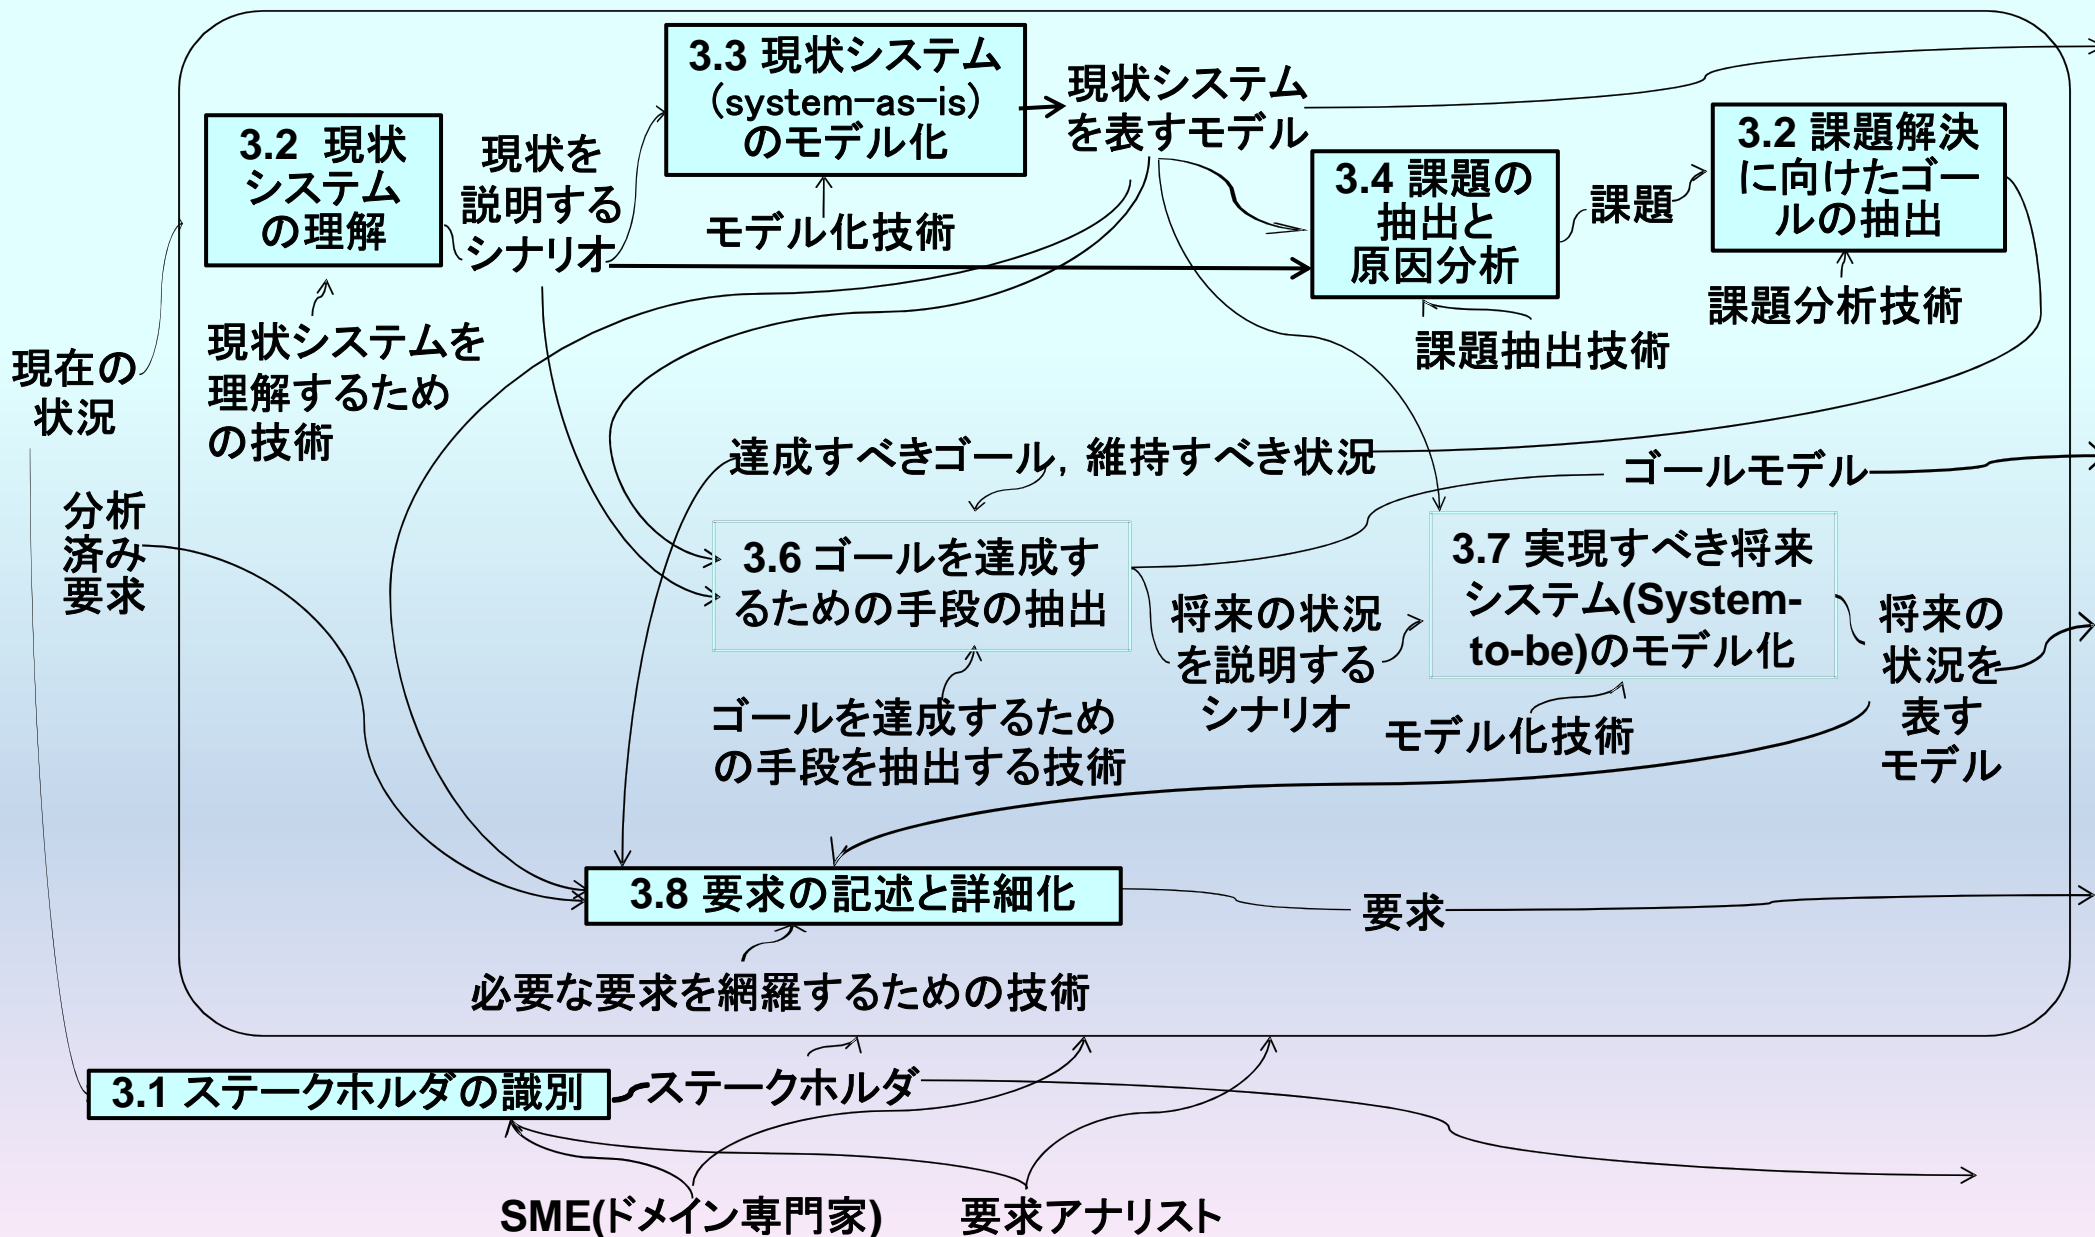 3.3 現状システム
（system−as−is）
のモデル化
現状システム
を表すモデル
3.2 現状
システム
の理解
現状を
説明する
シナリオ
モデル化技術
3.4 課題の
抽出と
原因分析
課題
3.2 課題解決
に向けたゴー
ルの抽出
課題分析技術
課題抽出技術
現状システムを
理解するため
の技術
現在の
状況
分析
済み
要求
達成すべきゴール，維持すべき状況
ゴールモデル
3.6 ゴールを達成す
るための手段の抽出
3.7 実現すべき将来
システム(System-
to-be)のモデル化
将来の状況
を説明する
シナリオ
将来の
状況を
表す
モデル
ゴールを達成するため
の手段を抽出する技術
モデル化技術
3.8 要求の記述と詳細化
要求
必要な要求を網羅するための技術
3.1 ステークホルダの識別
ステークホルダ
SME(ドメイン専門家)
要求アナリスト